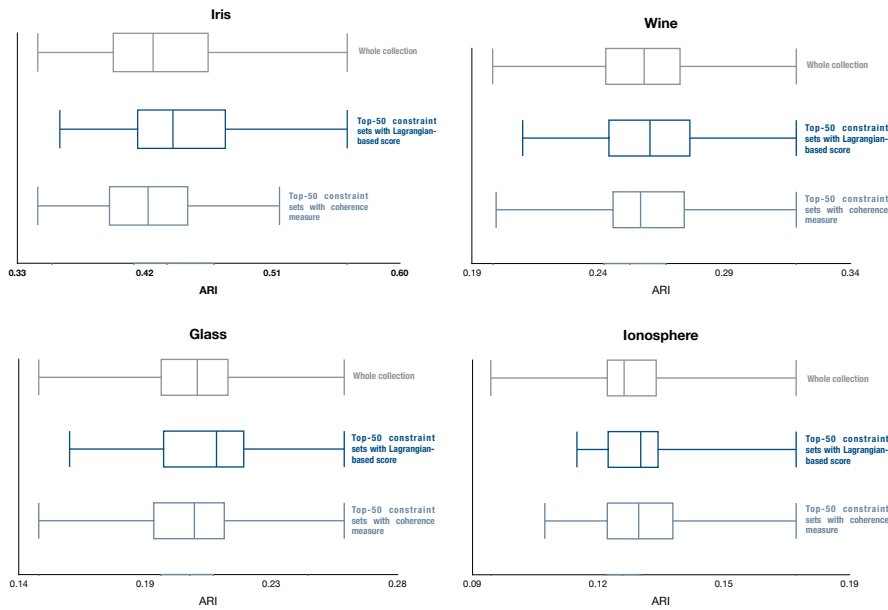 Iris
Whole collection
Top-50 constraint
sets with Lagrangian-
based score
Top-50 constraint
sets with coherence
measure
0.33
0.42
0.51
0.60
ARI
Wine
Whole collection
Top-50 constraint
sets with Lagrangian-
based score
Top-50 constraint
sets with coherence
measure
0.19
0.24
0.29
0.34
ARI
Glass
Whole collection
Top-50 constraint
sets with Lagrangian-
based score
Top-50 constraint
sets with coherence
measure
0.14
0.19
0.23
0.28
ARI
Ionosphere
Whole collection
Top-50 constraint
sets with Lagrangian-
based score
Top-50 constraint
sets with coherence
measure
0.09
0.12
0.15
0.19
ARI